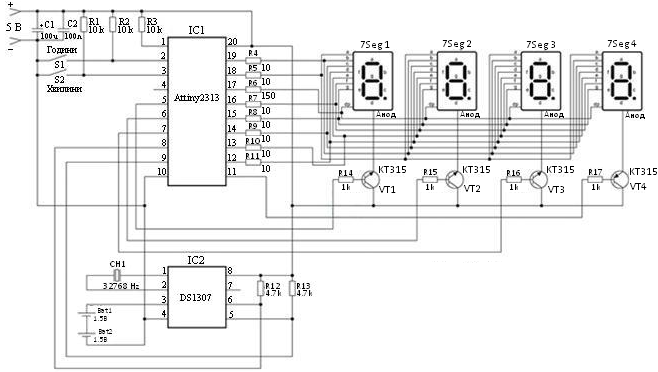 +
5 В
-
+ C1
100u
C2
100n
R1
10k
R2
10k
R3
10k
Години
S1
S2
Хвилини
IC1
Attiny2313
1
2
3
4
5
6
7
8
9
10
20
19
18
17
16
15
14
13
12
11
R4
R5
10
R6
10
R7 150
R8
10
R9
10
R10
10
R11
10
7Seg 1
7Seg 2
7Seg 3
7Seg 4
Анод
Анод
Анод
Анод
R14
1k
КТ315
VT1
R15
1k
КТ315
VT2
R16
1k
КТ315
VT3
R17
1k
КТ315
VT4
CH1
32768 Hz
Bat1
1.5В
Bat2
1.5В
IC2
DS1307
1
2
3
4
8
7
6
5
R12
4.7k
R13
4.7k